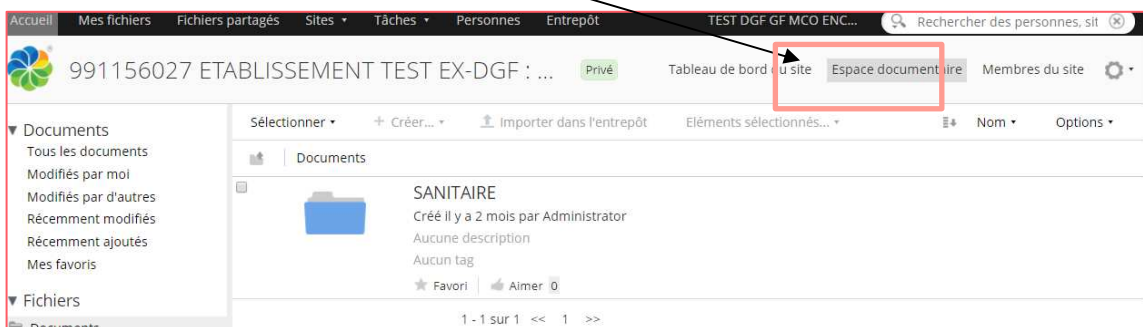 Accueil Mes fichiers Fichiers partagés Sites Tâches Personnes Entrepôt TEST DGF GF MCO ENC... Rechercher des personnes, sit
991156027 ETABLISSEMENT TEST EX-DGF : ... Privé Tableau de bord du site Espace documentaire Membres du site
Documents
Tous les documents
Modifiés par moi
Modifiés par d'autres
Récemment modifiés
Récemment ajoutés
Mes favoris
Fichiers
Documents
Sélectionner + Créer... Importer dans l'entrepôt Eléments sélectionnés... Nom Options
Documents
SANITAIRE
Créé il y a 2 mois par Administrator
Aucune description
Aucun tag
Favori Aimer 0
1 - 1 sur 1 << 1 >>